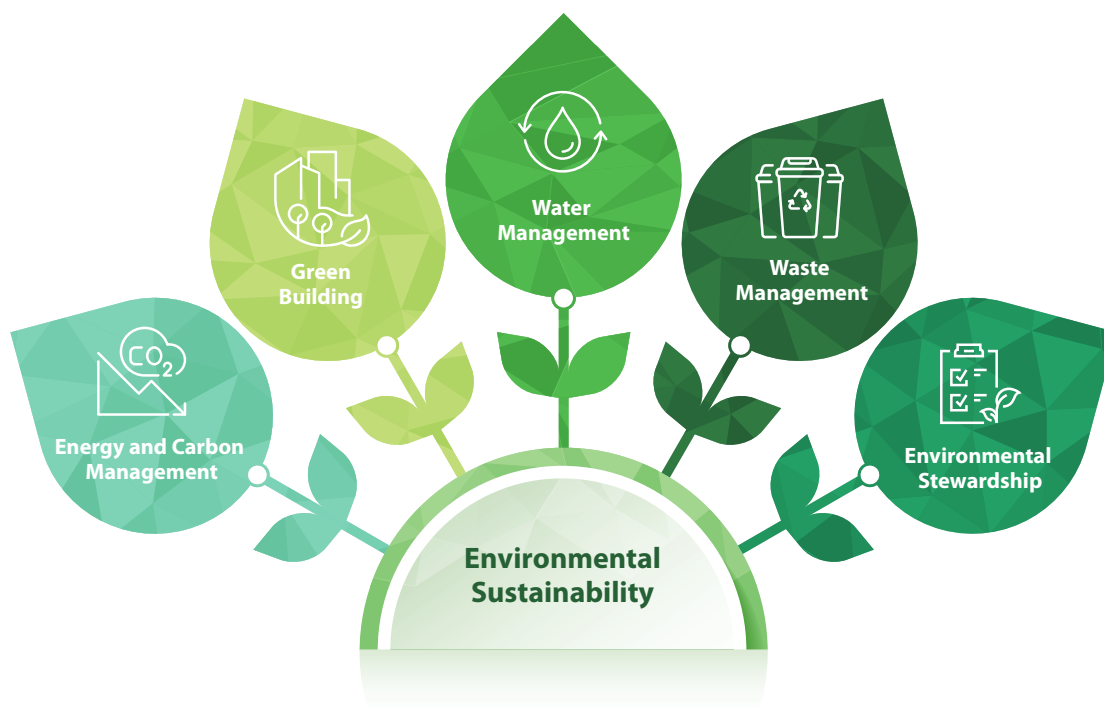 Water
Management
Green
Building
Waste
Management
CO2
Energy and Carbon
Management
Environmental
Stewardship
Environmental
Sustainability